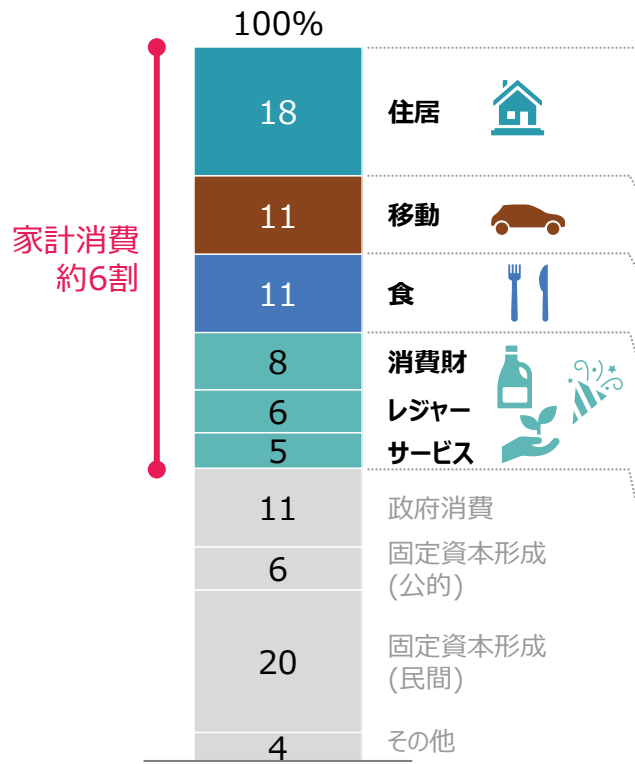 100%
18
住居
11
移動
家計消費
約6割
11
食
8
消費財
6
レジャー
5
サービス
11
政府消費
6
固定資本形成
(公的)
20
固定資本形成
(民間)
4
その他